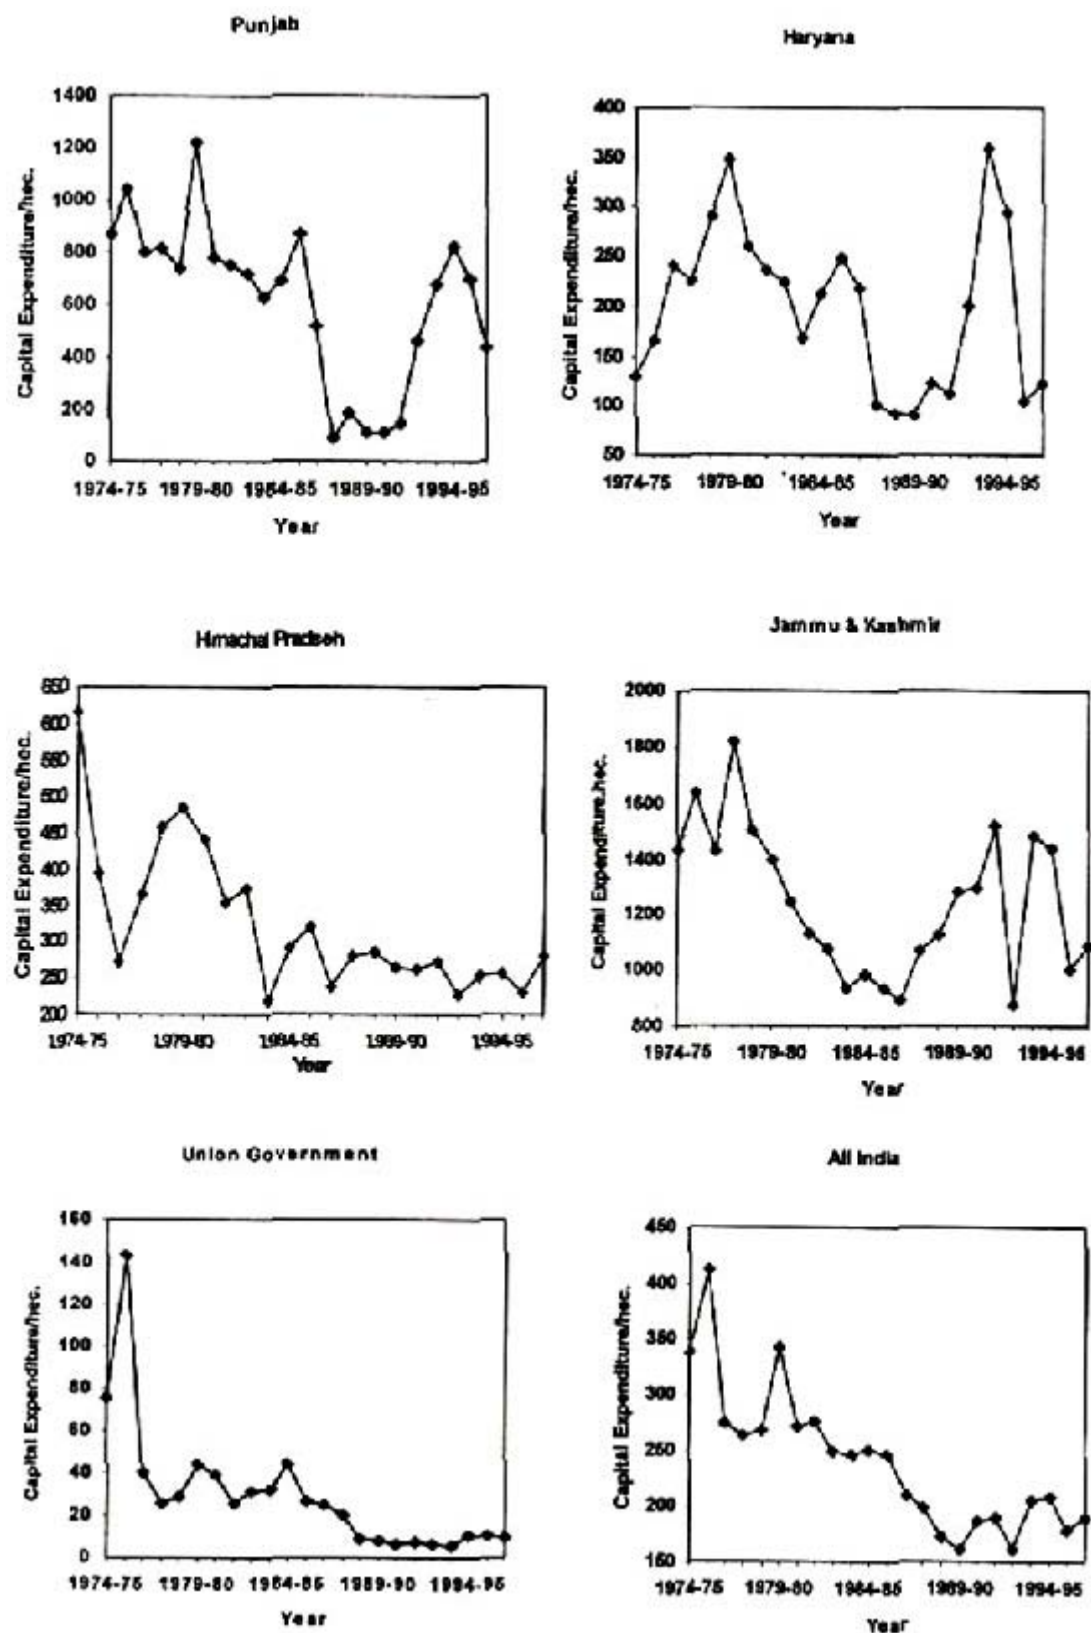 Punjab
Capital Expenditure/hec.
1400
1200
1000
800
600
400
200
0
1974-75 1979-80 1984-85 1989-90 1994-95
Year
Haryana
Capital Expenditure/hec.
400
350
300
250
200
150
100
50
1974-75 1979-80 1984-85 1989-90 1994-95
Year
Himachal Pradesh
Capital Expenditure/hec.
650
600
550
500
450
400
350
300
250
200
1974-75 1979-80 1984-85 1989-90 1994-95
Year
Jammu & Kashmir
Capital Expenditure.hec.
2000
1800
1600
1400
1200
1000
800
1974-75 1979-80 1984-85 1989-90 1994-95
Year
Union Government
Capital Expenditure/hec.
160
140
120
100
80
60
40
20
0
1974-75 1979-80 1984-85 1989-90 1994-95
Year
All India
Capital Expenditure/hec.
450
400
350
300
250
200
150
1974-75 1979-80 1984-85 1989-90 1994-95
Year